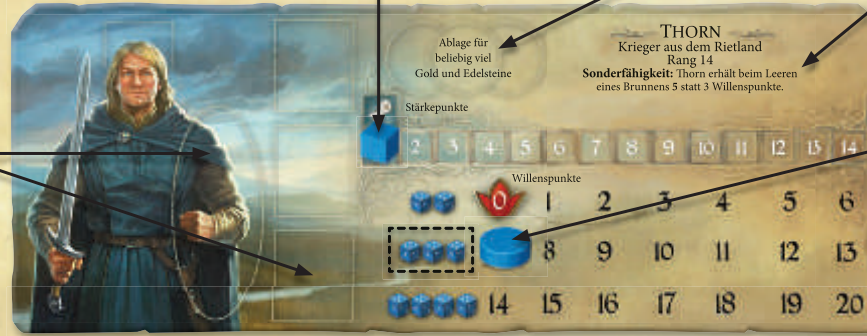 Ablage für
beliebig viel
Gold und Edelsteine
THORN
Krieger aus dem Rietland
Rang 14
Sonderfähigkeit: Thorn erhält beim Leeren
eines Brunnens 5 statt 3 Willenspunkte.
Stärkepunkte
2 3 4 5 6 7 8 9 10 11 12 13 14
Willenspunkte
0 1 2 3 4 5 6
8 9 10 11 12 13
14 15 16 17 18 19 20